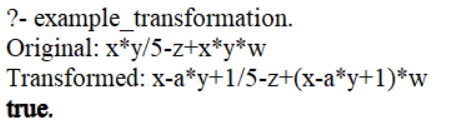 ?- example_transformation.
Original: x*y/5-z+x*y*w
Transformed: x-a*y+1/5-z+(x-a*y+1)*w
true.